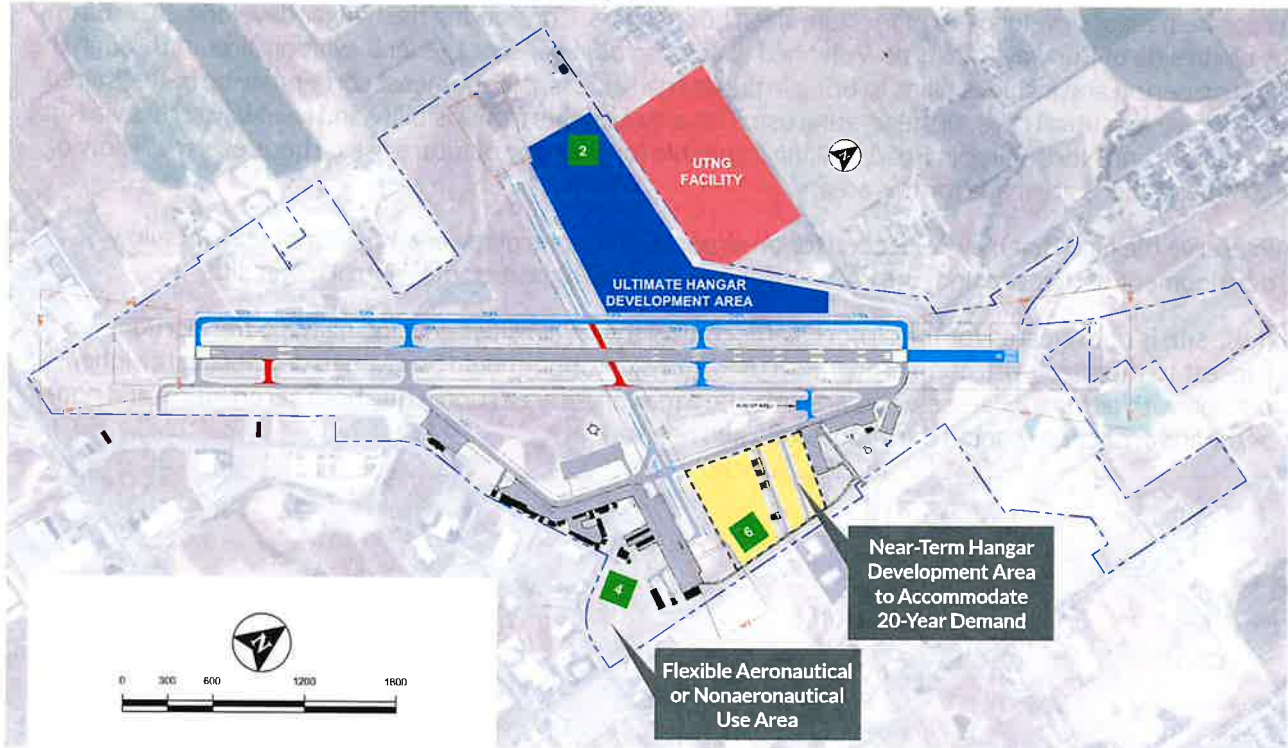 2
UTNG
FACILITY
Z
ULTIMATE HANGAR
DEVELOPMENT AREA
6
4
Near-Term Hangar
Development Area
to Accommodate
20-Year Demand
Flexible Aeronautical
or Nonaeronautical
Use Area
Z
0 300 600 1200 1800